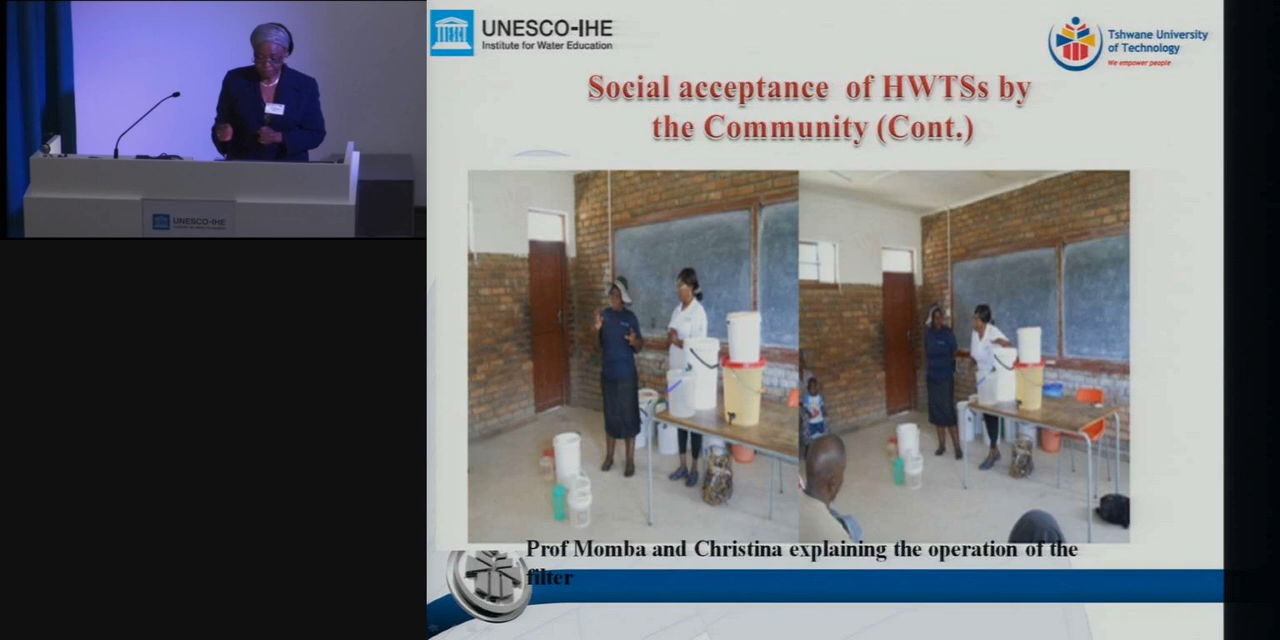 UNESCO-IHE
Institute for Water Education
Tshwane University
of Technology
We empower people
Social acceptance of HWTSs by
the Community (Cont.)
Prof Momba and Christina explaining the operation of the
filter
UNESCO-IHE